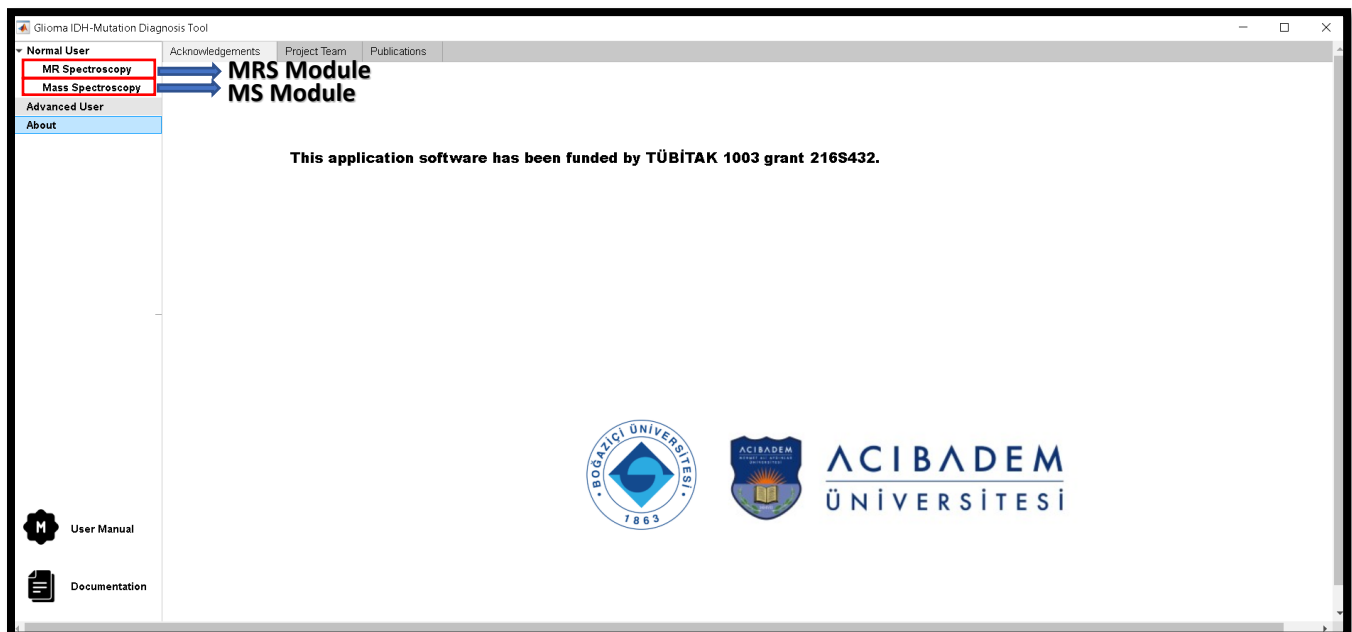 Glioma IDH-Mutation Diagnosis Tool
Normal User
MR Spectroscopy
Mass Spectroscopy
Advanced User
About
Acknowledgements Project Team Publications
MRS Module
MS Module
This application software has been funded by TÜBİTAK 1003 grant 216S432.
BOĞAZİÇİ ÜNİVERSİTESİ
1863
ACIBADEM
ACIBADEM
ÜNİVERSİTESİ
M
User Manual
Documentation